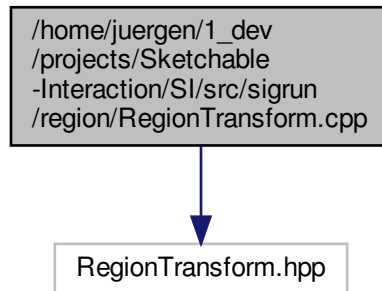 /home/juergen/1_dev
/projects/Sketchable
-Interaction/SI/src/sigrun
/region/RegionTransform.cpp
RegionTransform.hpp